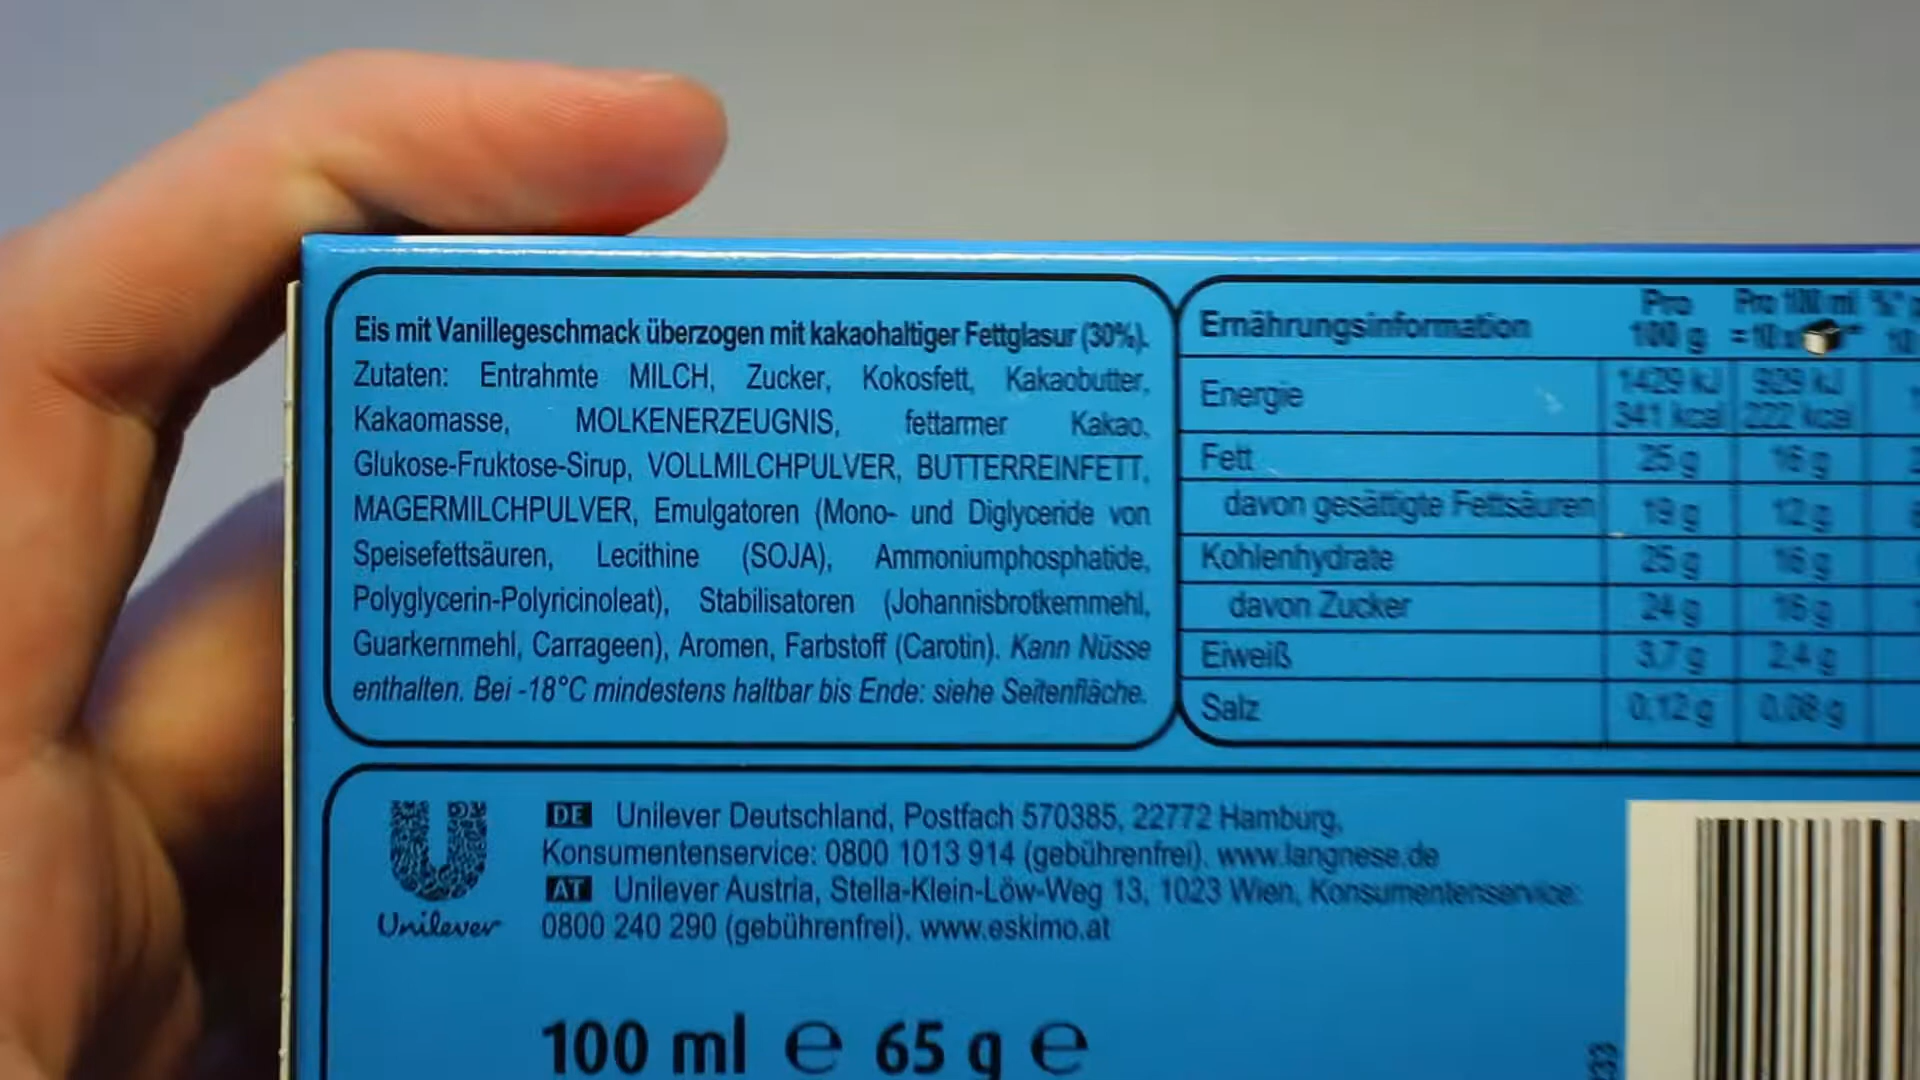 Eis mit Vanillegeschmack überzogen mit kakaohaltiger Fettglasur (30%).
Zutaten: Entrahmte MILCH, Zucker, Kokosfett, Kakaobutter,
Kakaomasse, MOLKENERZEUGNIS, fettarmer Kakao,
Glukose-Fruktose-Sirup, VOLLMILCHPULVER, BUTTERREINFETT,
MAGERMILCHPULVER, Emulgatoren (Mono- und Diglyceride von
Speisefettsäuren, Lecithine (SOJA), Ammoniumphosphatide,
Polyglycerin-Polyricinoleat), Stabilisatoren (Johannisbrotkernmehl,
Guarkernmehl, Carrageen), Aromen, Farbstoff (Carotin). Kann Nüsse
enthalten. Bei -18°C mindestens haltbar bis Ende: siehe Seitenfläche.
Ernährungsinformation Pro 100 g Pro 100 ml
Energie 1429 kJ 341 kcal 929 kJ 222 kcal
Fett 25 g 16 g
davon gesättigte Fettsäuren 19 g 12 g
Kohlenhydrate 25 g 16 g
davon Zucker 24 g 16 g
Eiweiß 3,7 g 2,4 g
Salz 0,12 g 0,08 g
Unilever
DE Unilever Deutschland, Postfach 570385, 22772 Hamburg,
Konsumentenservice: 0800 1013 914 (gebührenfrei). www.langnese.de
AT Unilever Austria, Stella-Klein-Löw-Weg 13, 1023 Wien, Konsumentenservice:
0800 240 290 (gebührenfrei). www.eskimo.at
100 ml e 65 g e